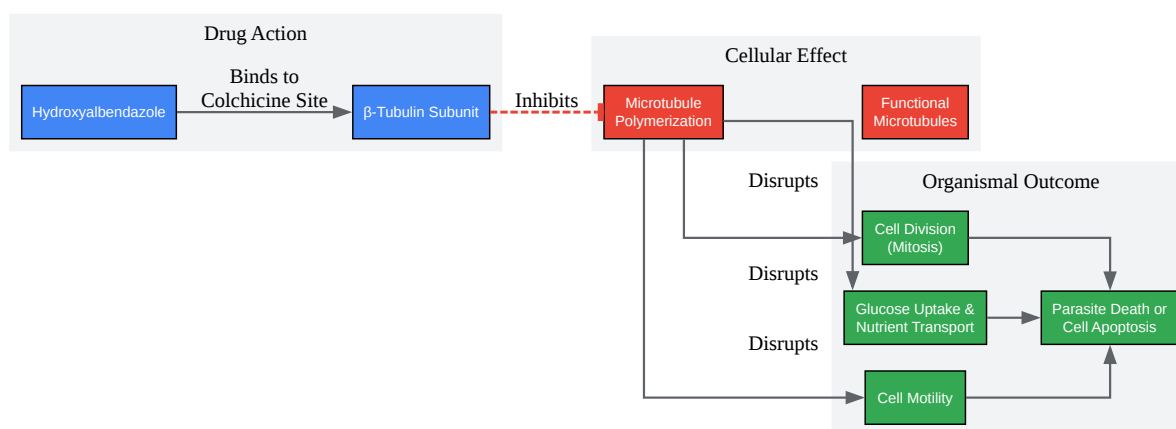 Drug Action
Binds to
Colchicine Site
Hydroxyalbendazole
β-Tubulin Subunit
Inhibits
Cellular Effect
Microtubule
Polymerization
Functional
Microtubules
Disrupts
Organismal Outcome
Cell Division
(Mitosis)
Disrupts
Glucose Uptake &
Nutrient Transport
Parasite Death or
Cell Apoptosis
Disrupts
Cell Motility